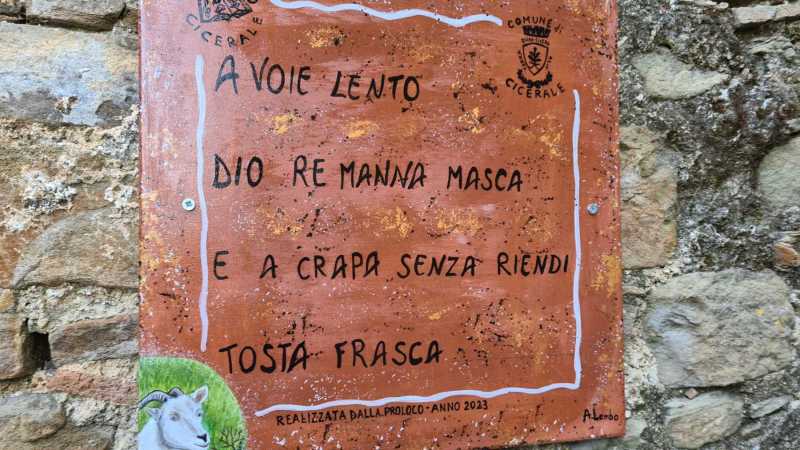 CICERALE
COMUNE di
CICERALE
A VOIE LENTO
DIO RE MANNA MASCA
E A CRAPA SENZA RIENDI
TOSTA FRASCA
REALIZZATA DALLA PROLOCO - ANNO 2023
A. Lembo